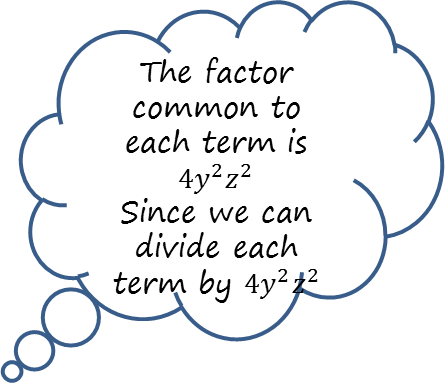 The factor
common to
each term is
4y²z²
Since we can
divide each
term by 4y²z²